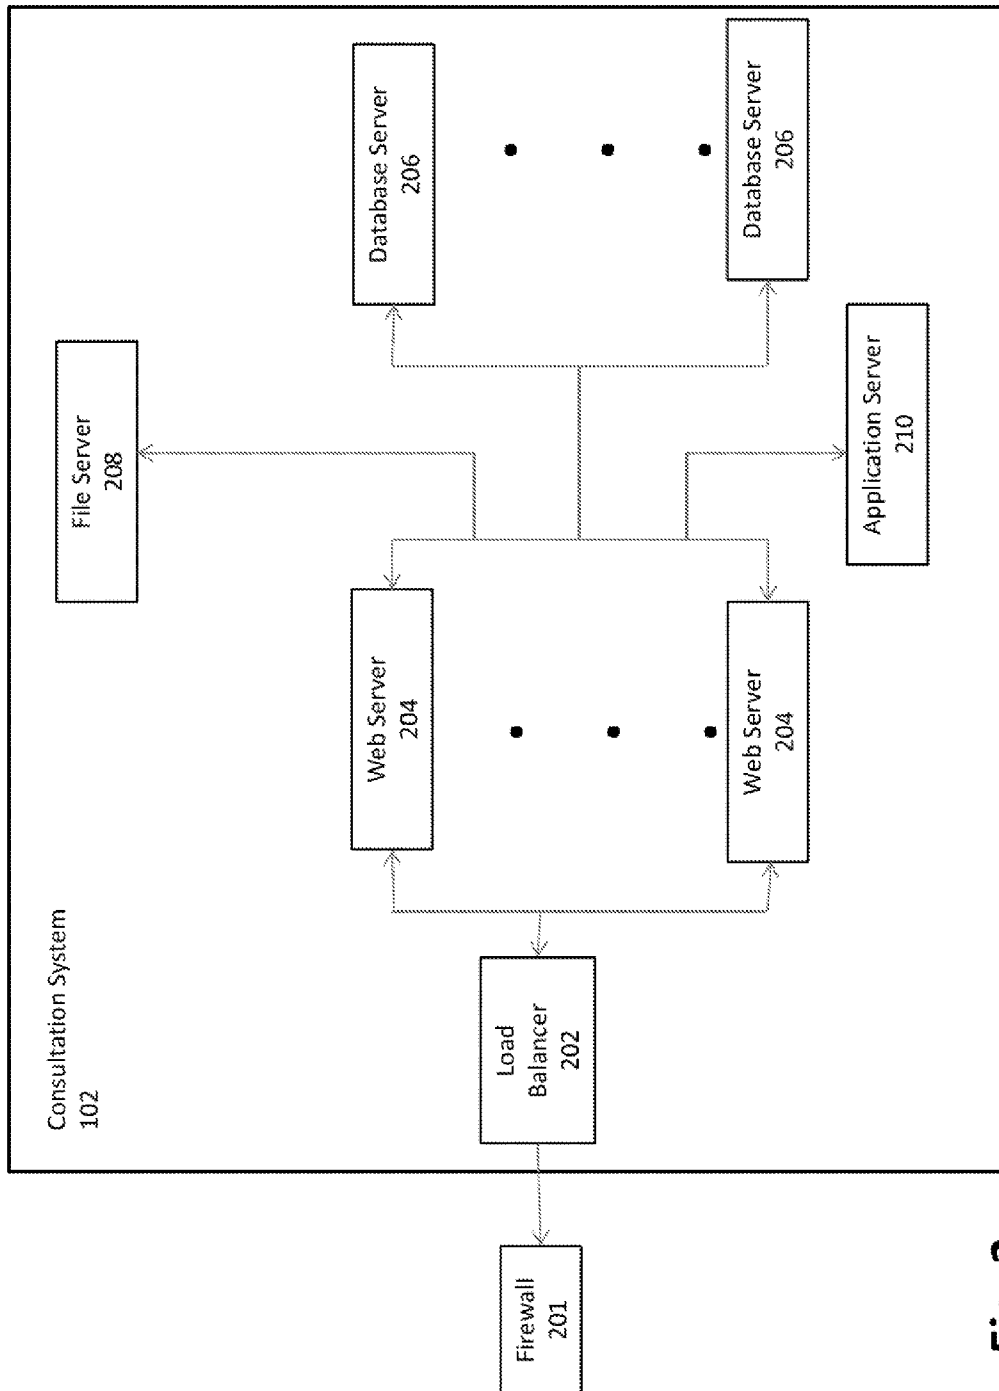 Consultation System
102
File Server
208
Firewall
201
Load
Balancer
202
Web Server
204
Web Server
204
Database Server
206
Database Server
206
Application Server
210